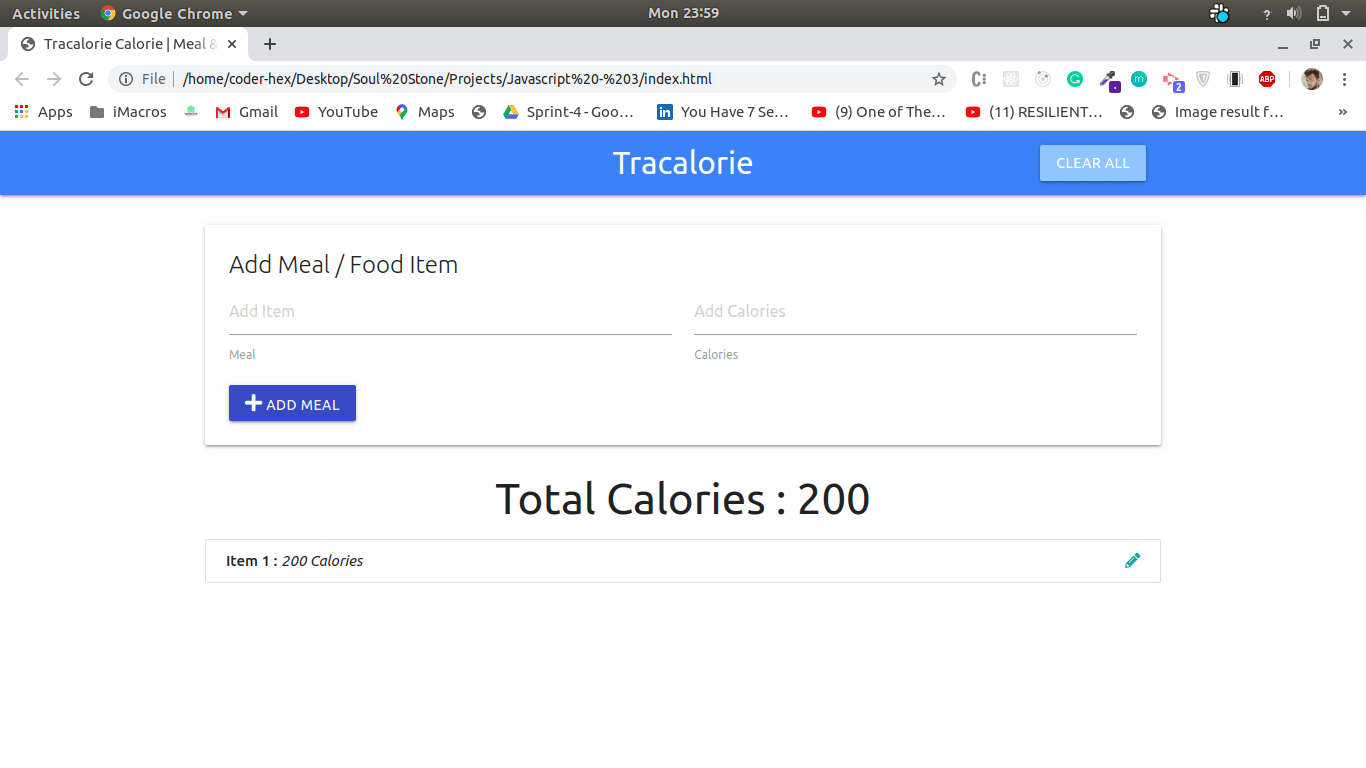 Activities Google Chrome Mon 23:59 ?
Tracalorie Calorie | Meal &
File /home/coder-hex/Desktop/Soul%20Stone/Projects/Javascript%20-%203/index.html 2 ABP
Apps iMacros Gmail YouTube Maps Sprint-4 - Goo… You Have 7 Se… (9) One of The… (11) RESILIENT… Image result f… »
Tracalorie CLEAR ALL
Add Meal / Food Item
Add Item Add Calories
Meal Calories
ADD MEAL
Total Calories : 200
Item 1 : 200 Calories